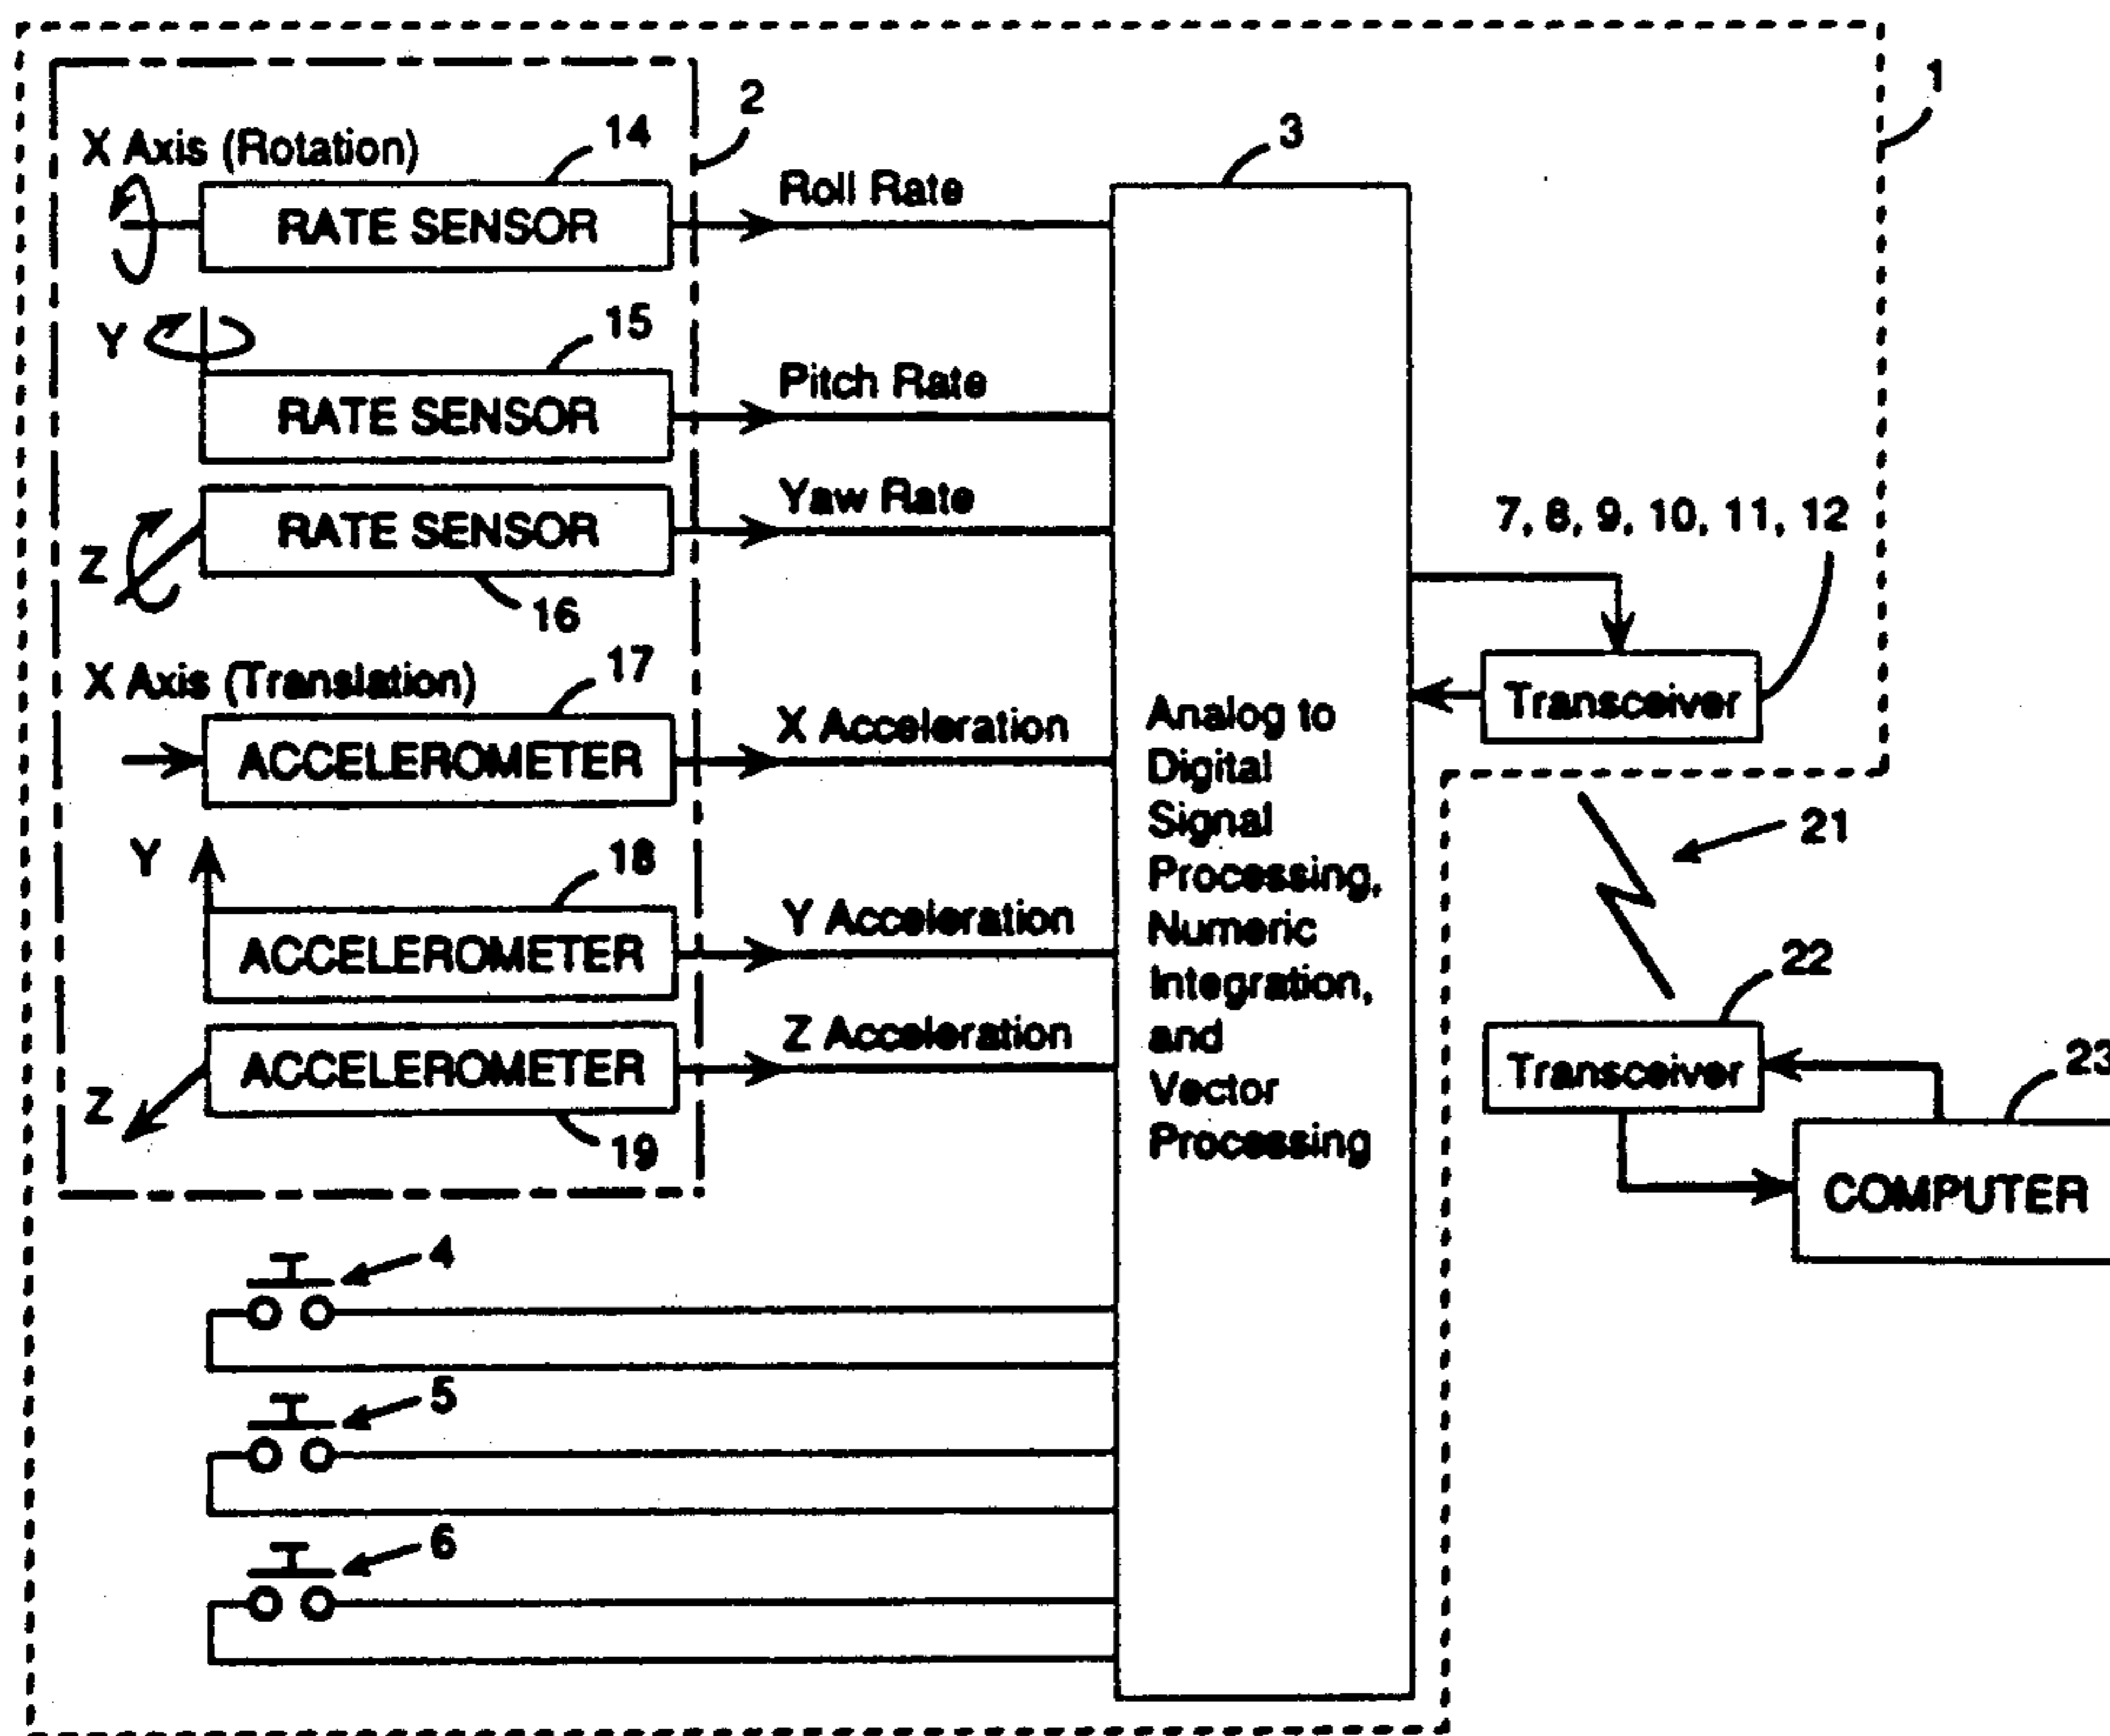 1
2
X Axis (Rotation)
14
3
RATE SENSOR
Roll Rate
Y
15
RATE SENSOR
Pitch Rate
Z
RATE SENSOR
Yaw Rate
16
7, 8, 9, 10, 11, 12
Transceiver
X Axis (Translation)
17
ACCELEROMETER
X Acceleration
Y
18
ACCELEROMETER
Y Acceleration
Z
ACCELEROMETER
Z Acceleration
19
Analog to
Digital
Signal
Processing,
Numeric
Integration,
and
Vector
Processing
21
22
Transceiver
23
COMPUTER
4
5
6